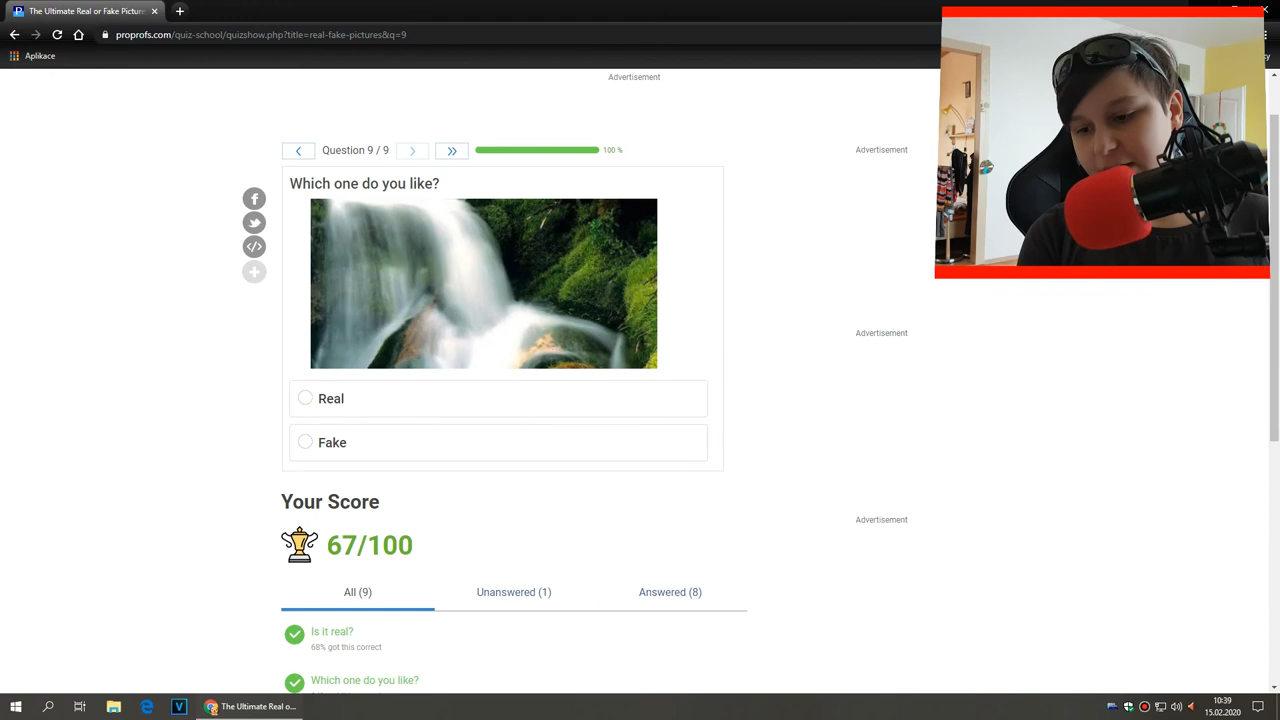 The Ultimate Real or Fake Picture
proprofs.com/quiz-school/quizshow.php?title=real-fake-pictures&q=9
Aplikace
Advertisement
Question 9 / 9
100 %
Advertisement
Which one do you like?
Real
Fake
Advertisement
Your Score
67/100
Advertisement
All (9)
Unanswered (1)
Answered (8)
Is it real?
68% got this correct
Which one do you like?
The Ultimate Real o...
10:39
15.02.2020